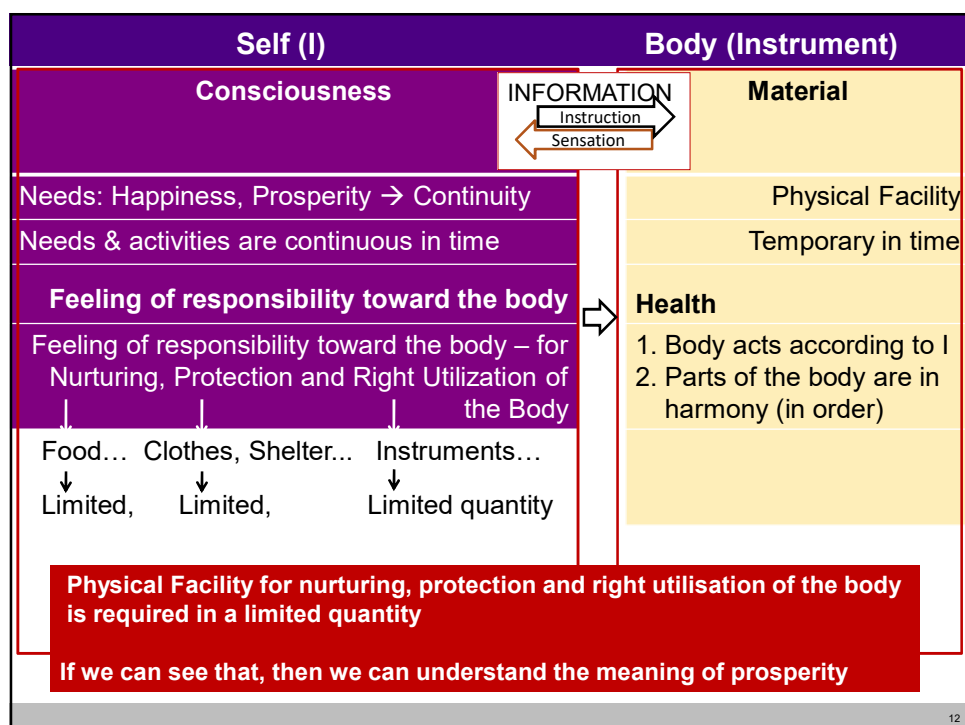 Self (I)
Body (Instrument)
Consciousness
INFORMATION
Instruction
Sensation
Material
Needs: Happiness, Prosperity → Continuity
Physical Facility
Needs & activities are continuous in time
Temporary in time
Feeling of responsibility toward the body
Health
Feeling of responsibility toward the body – for
Nurturing, Protection and Right Utilization of
the Body
1. Body acts according to I
2. Parts of the body are in
harmony (in order)
Food… Clothes, Shelter... Instruments…
Limited, Limited, Limited quantity
Physical Facility for nurturing, protection and right utilisation of the body
is required in a limited quantity
If we can see that, then we can understand the meaning of prosperity
12